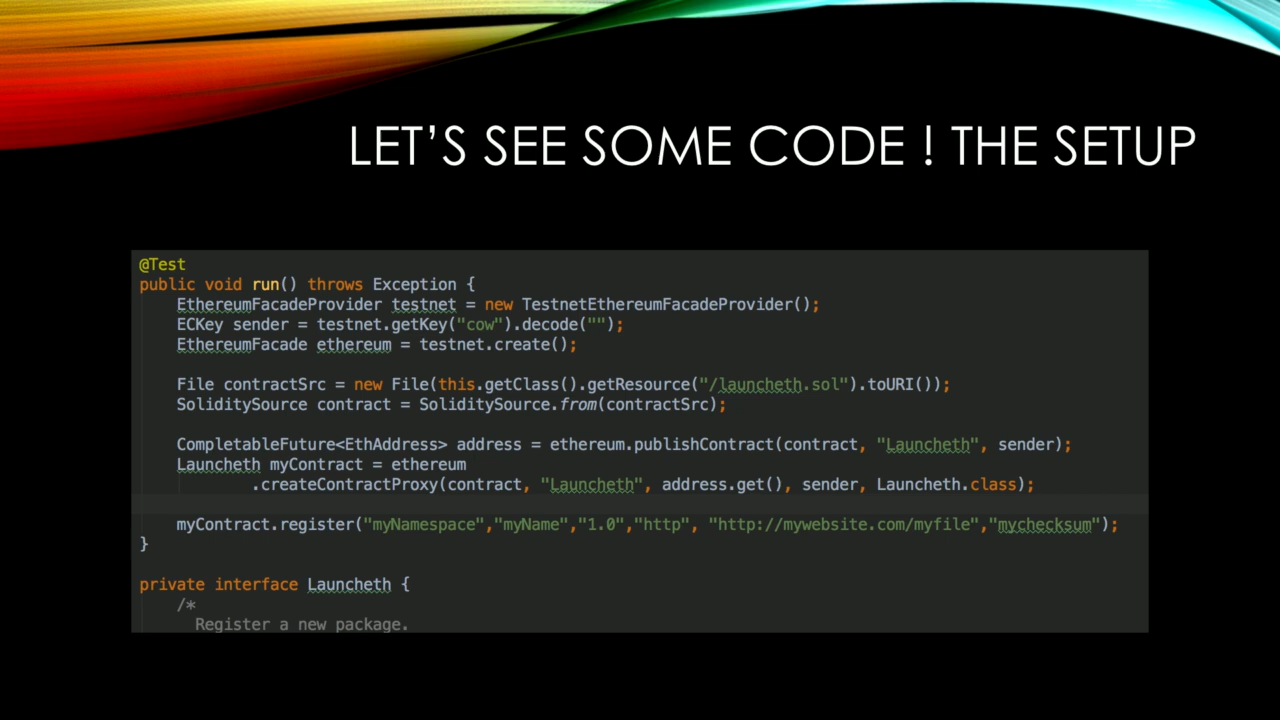 LET’S SEE SOME CODE ! THE SETUP
@Test
public void run() throws Exception {
    EthereumFacadeProvider testnet = new TestnetEthereumFacadeProvider();
    ECKey sender = testnet.getKey("cow").decode("");
    EthereumFacade ethereum = testnet.create();

    File contractSrc = new File(this.getClass().getResource("/launcheth.sol").toURI());
    SoliditySource contract = SoliditySource.from(contractSrc);

    CompletableFuture<EthAddress> address = ethereum.publishContract(contract, "Launcheth", sender);
    Launcheth myContract = ethereum
            .createContractProxy(contract, "Launcheth", address.get(), sender, Launcheth.class);

    myContract.register("myNamespace","myName","1.0","http", "http://mywebsite.com/myfile","mychecksum");
}

private interface Launcheth {
    /*
      Register a new package.